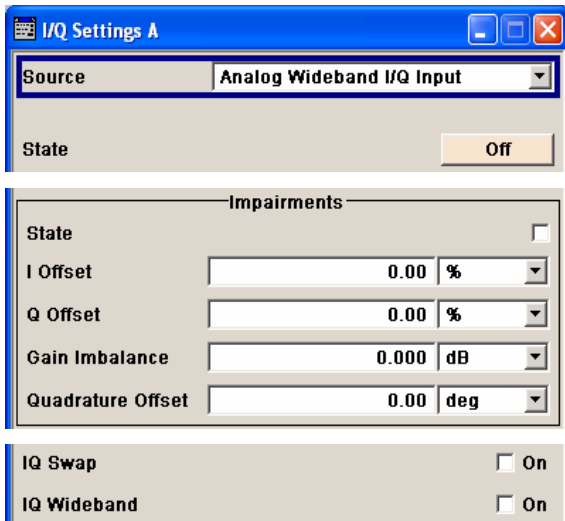 I/Q Settings A
Source Analog Wideband I/Q Input
State Off
Impairments
State
I Offset 0.00 %
Q Offset 0.00 %
Gain Imbalance 0.000 dB
Quadrature Offset 0.00 deg
IQ Swap On
IQ Wideband On